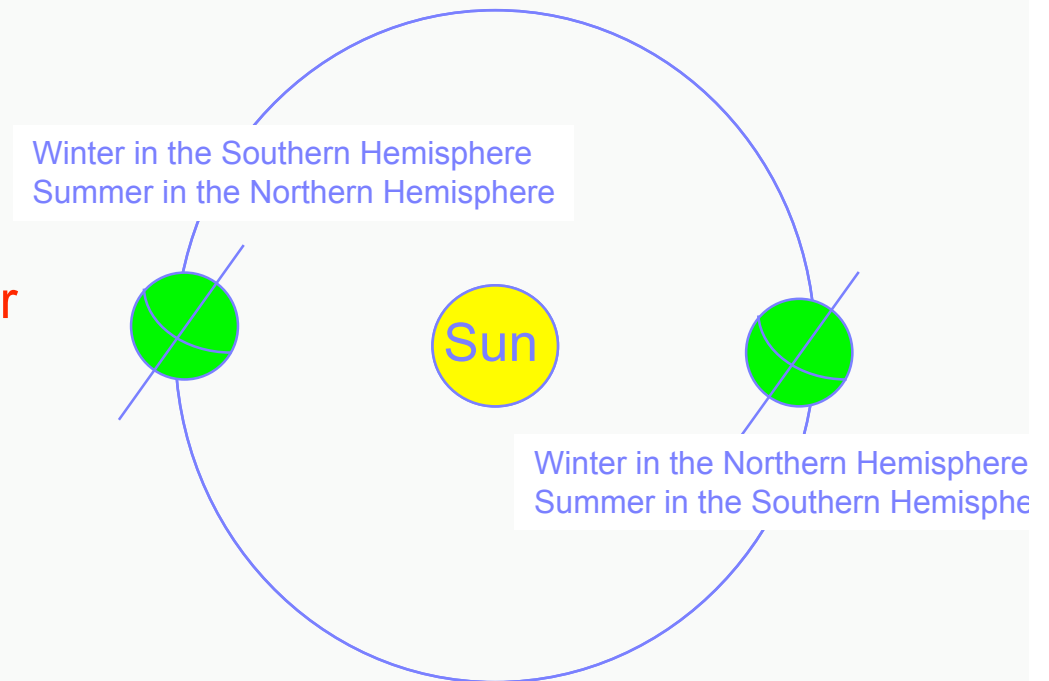 Winter in the Southern Hemisphere
Summer in the Northern Hemisphere
r
Sun
Winter in the Northern Hemisphere
Summer in the Southern Hemisphe